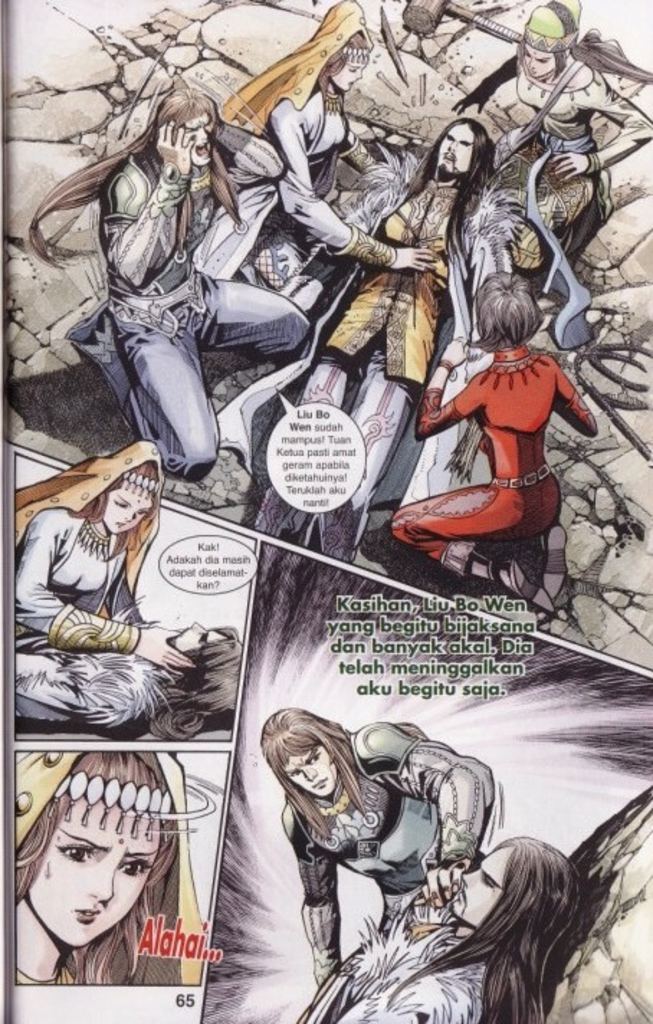 Liu Bo
Wen sudah
mampus! Tuan
Ketua pasti amat
geram apabila
diketahuinya!
Teruklah aku
nanti!
Kak!
Adakah dia masih
dapat diselamat-
kan?
Kasihan, Liu Bo Wen
yang begitu bijaksana
dan banyak akal. Dia
telah meninggalkan
aku begitu saja.
Alahai...
65